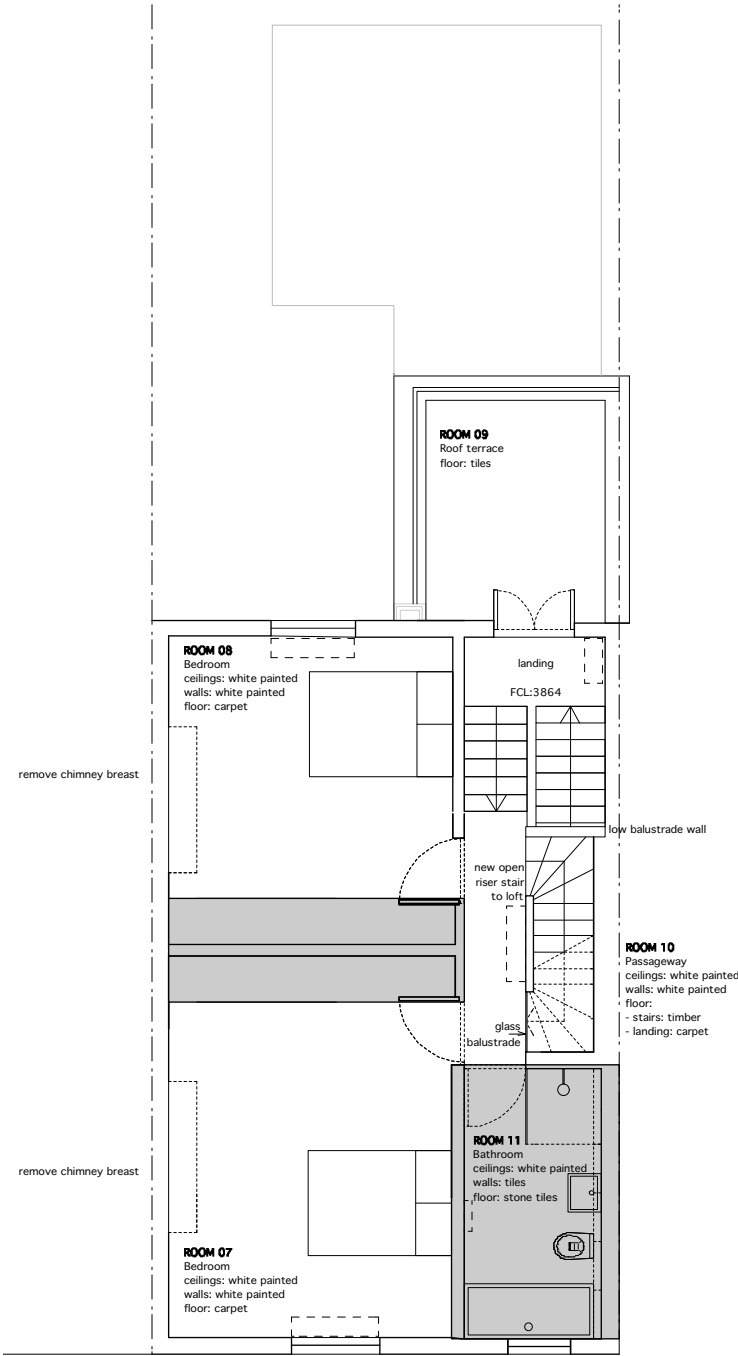 ROOM 09
Roof terrace
floor: tiles
ROOM 08
Bedroom
ceilings: white painted
walls: white painted
floor: carpet
landing
FCL:3864
remove chimney breast
low balustrade wall
new open
riser stair
to loft
ROOM 10
Passageway
ceilings: white painted
walls: white painted
floor:
- stairs: timber
- landing: carpet
glass
balustrade
ROOM 11
Bathroom
ceilings: white painted
walls: tiles
floor: stone tiles
remove chimney breast
ROOM 07
Bedroom
ceilings: white painted
walls: white painted
floor: carpet